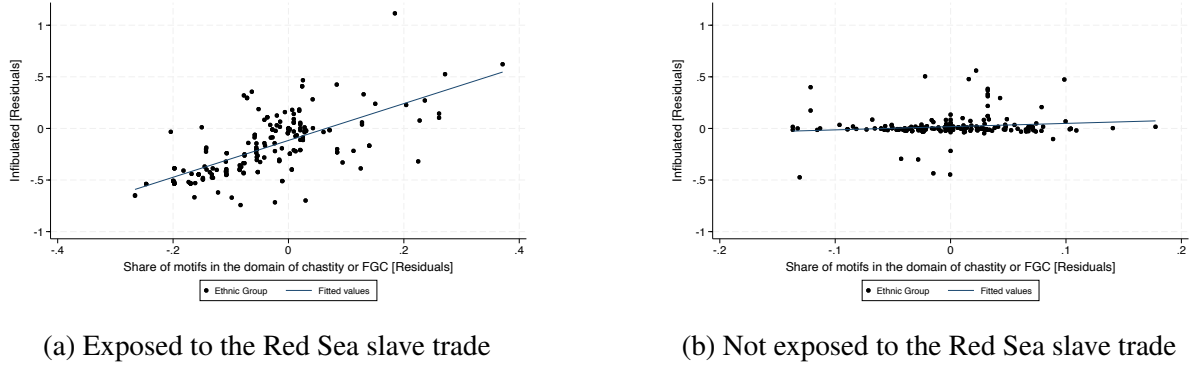 1
.5
0
-.5
-1
Infibulated [Residuals]
-.4
-.2
0
.2
.4
Share of motifs in the domain of chastity or FGC [Residuals]
Ethnic Group
Fitted values
(a) Exposed to the Red Sea slave trade
1
.5
0
-.5
-1
Infibulated [Residuals]
-.2
-.1
0
.1
.2
Share of motifs in the domain of chastity or FGC [Residuals]
Ethnic Group
Fitted values
(b) Not exposed to the Red Sea slave trade